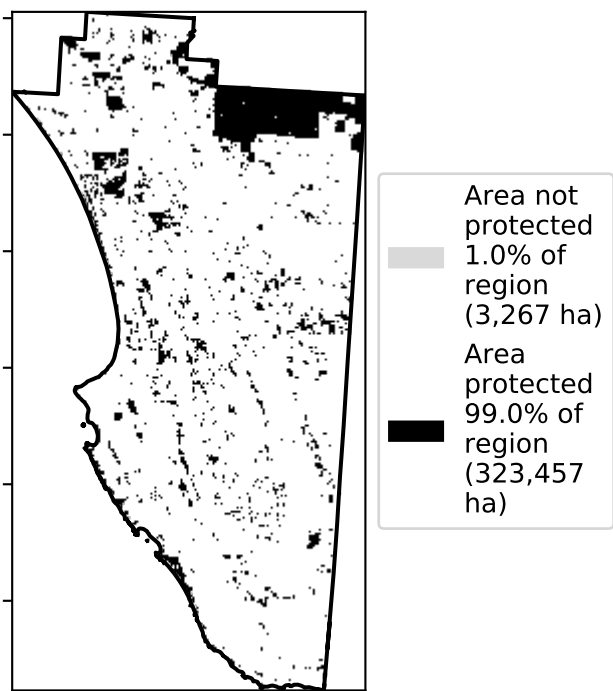 Area not
protected
1.0% of
region
(3,267 ha)
Area
protected
99.0% of
region
(323,457
ha)